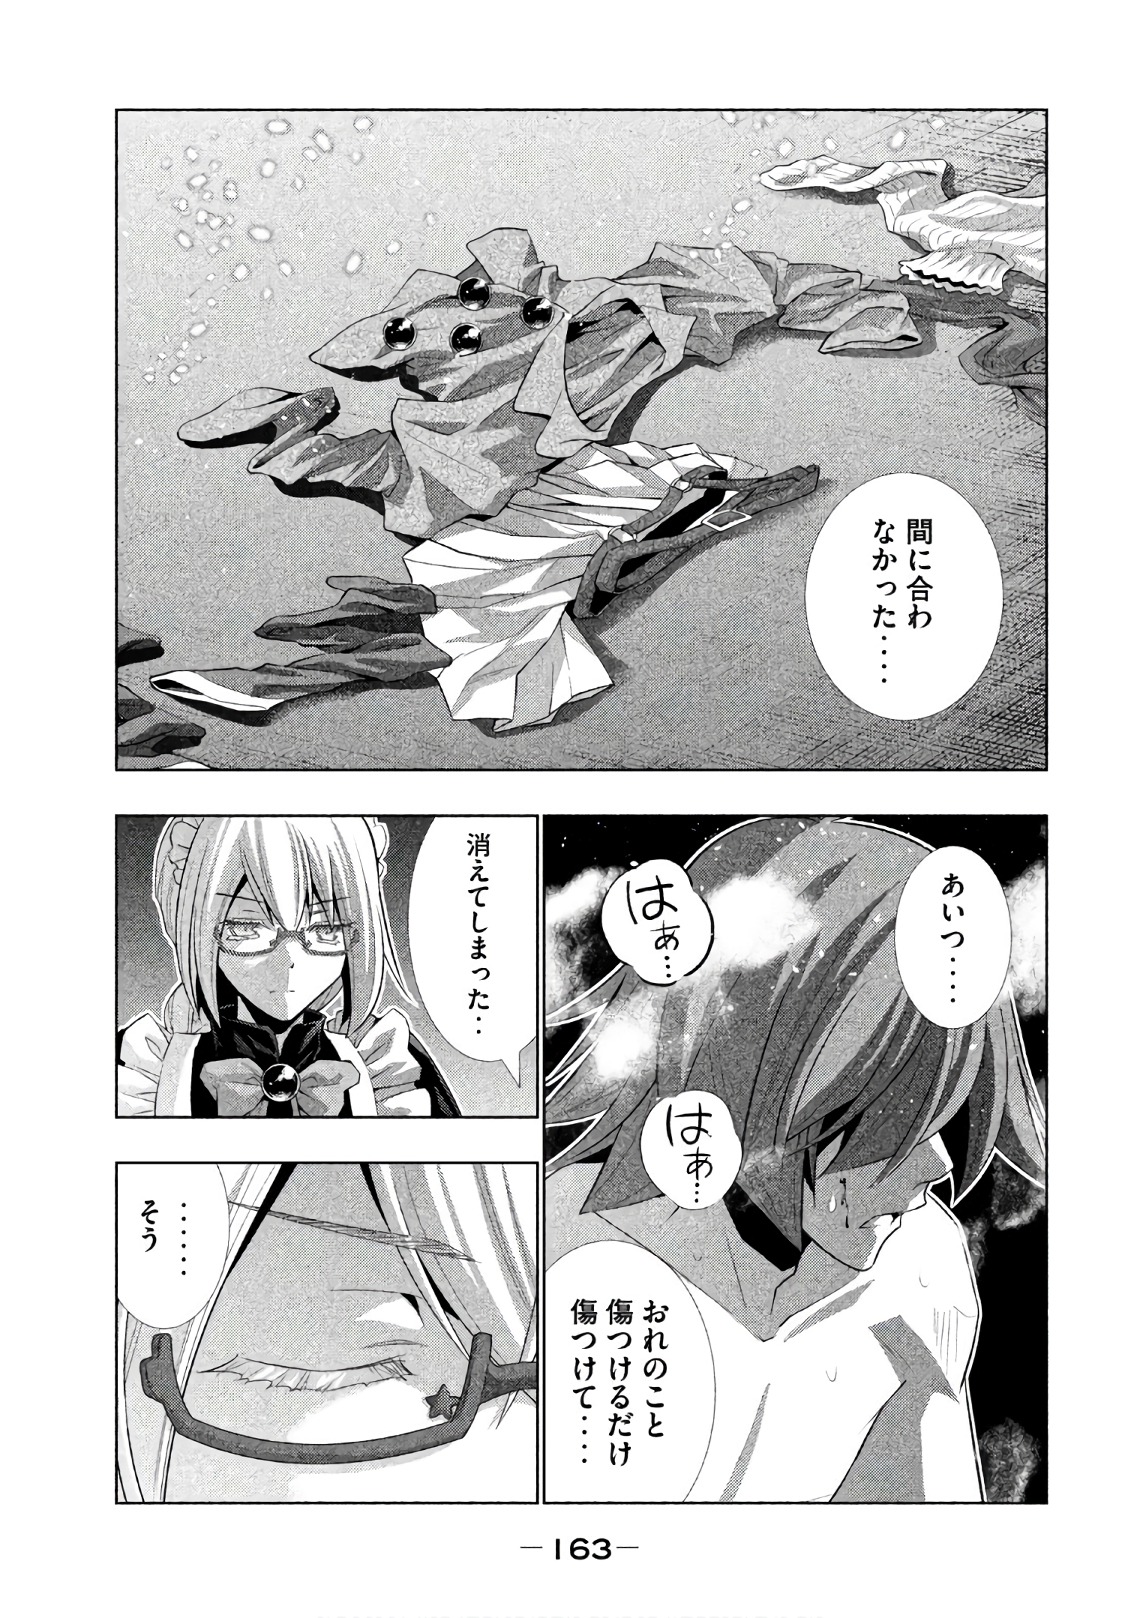 間に合わ
なかった‥‥
あいつ‥‥
はぁ…
はあ…
おれのこと
傷つけるだけ
傷つけて‥‥
消えてしまった‥
‥‥‥
そう
—163—